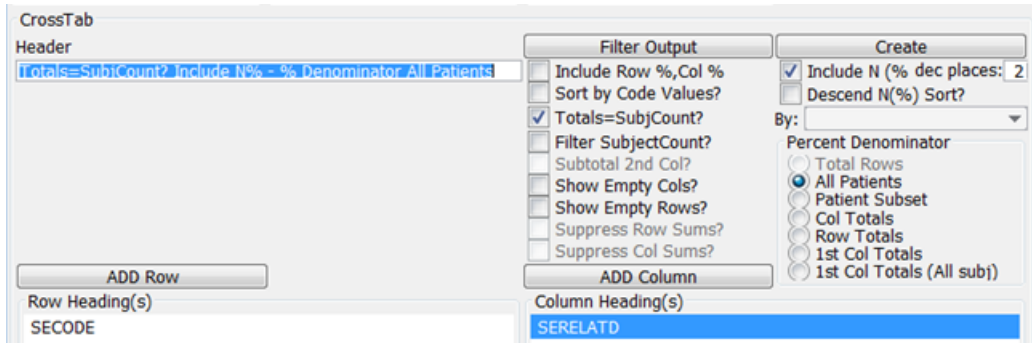 CrossTab
Header
Totals=SubjCount? Include N% - % Denominator All Patients
Filter Output
Include Row %,Col %
Sort by Code Values?
Totals=SubjCount?
Filter SubjectCount?
Subtotal 2nd Col?
Show Empty Cols?
Show Empty Rows?
Suppress Row Sums?
Suppress Col Sums?
Create
Include N (% dec places: 2
Descend N(%) Sort?
By:
Percent Denominator
Total Rows
All Patients
Patient Subset
Col Totals
Row Totals
1st Col Totals
1st Col Totals (All subj)
ADD Row
ADD Column
Row Heading(s)
SECODE
Column Heading(s)
SERELATD